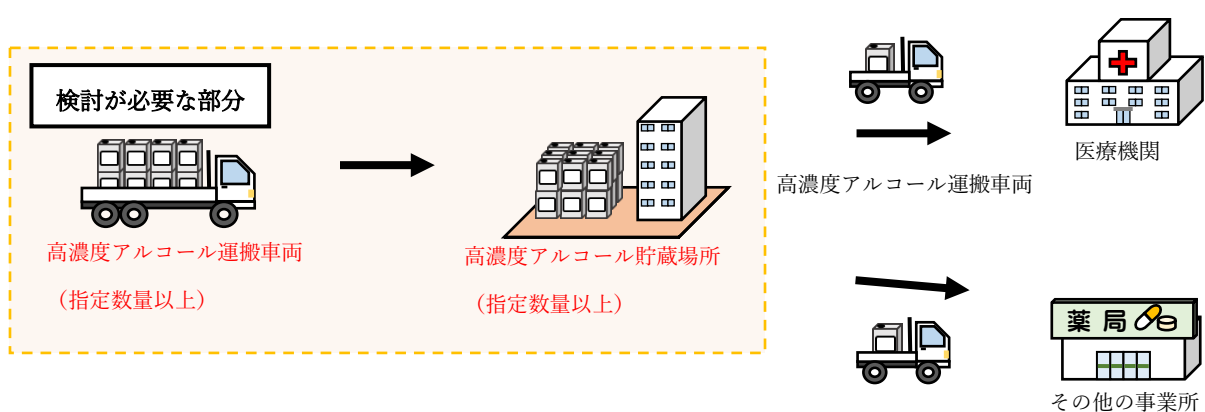 検討が必要な部分
高濃度アルコール運搬車両
（指定数量以上）
高濃度アルコール貯蔵場所
（指定数量以上）
高濃度アルコール運搬車両
医療機関
薬局
その他の事業所